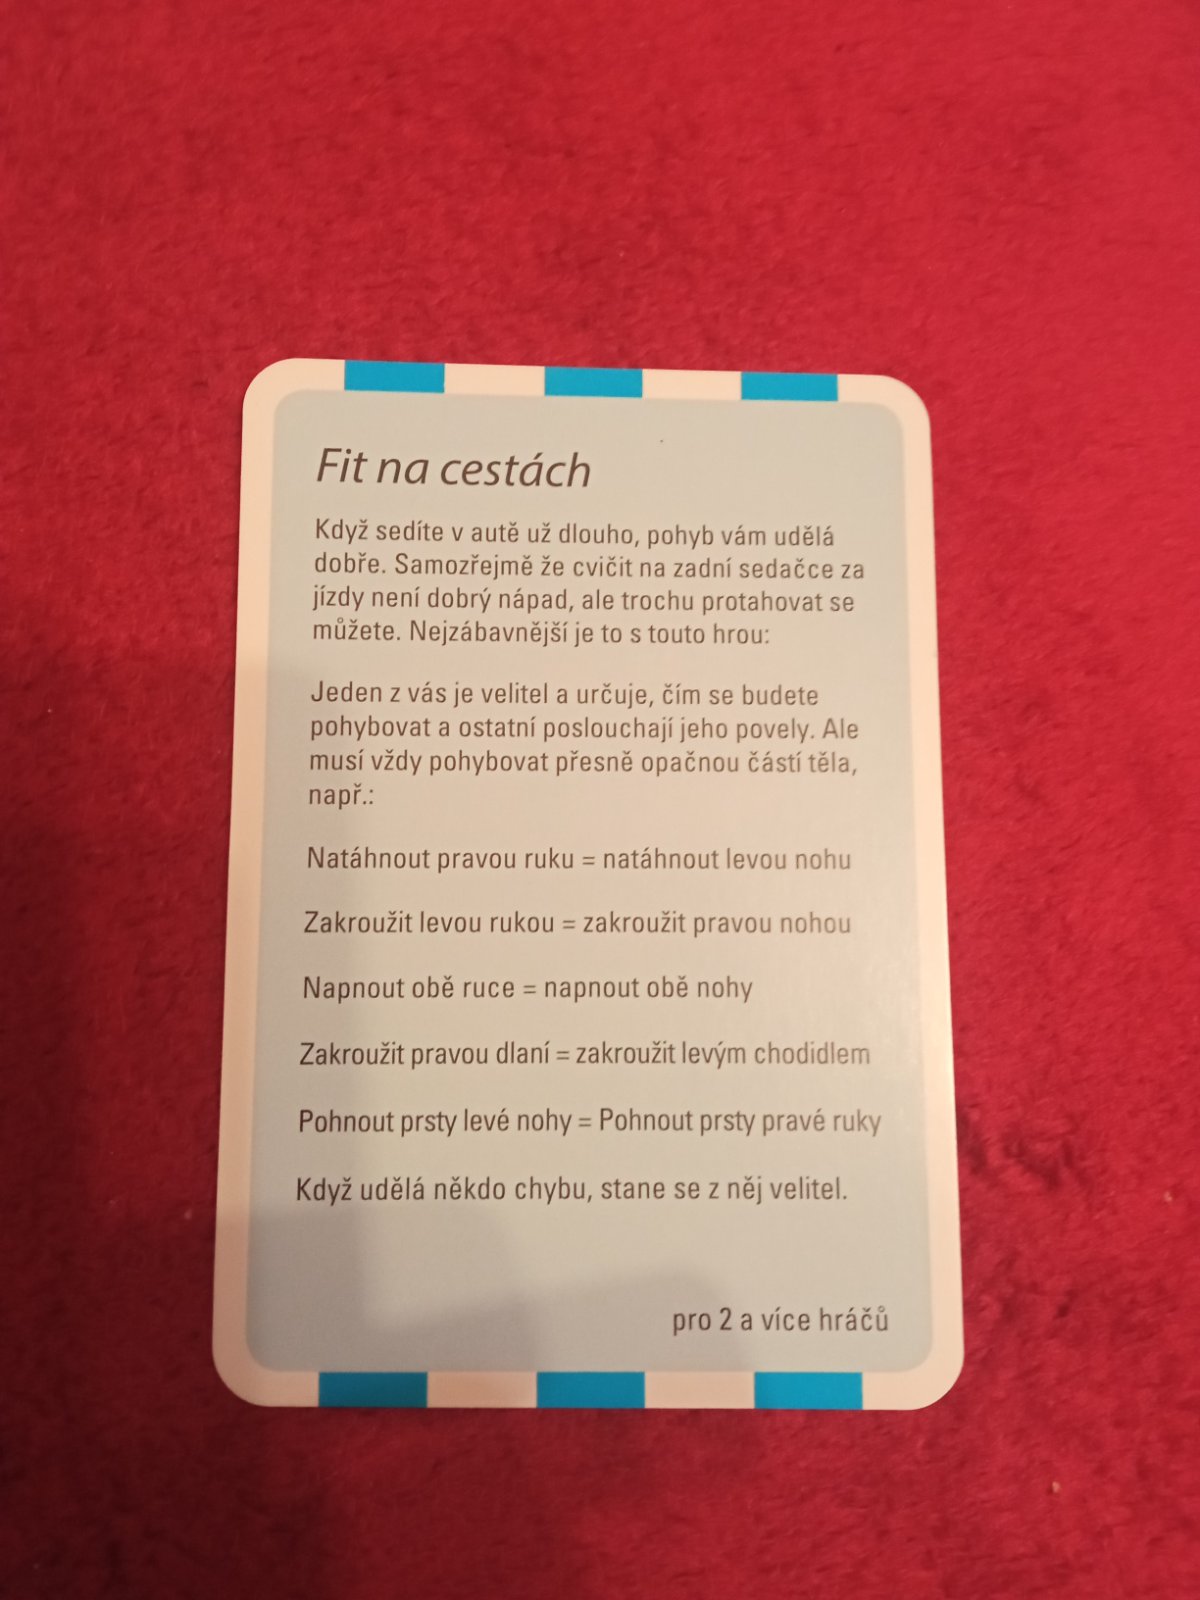 Fit na cestách
Když sedíte v autě už dlouho, pohyb vám udělá
dobře. Samozřejmě že cvičit na zadní sedačce za
jízdy není dobrý nápad, ale trochu protahovat se
můžete. Nejzábavnější je to s touto hrou:
Jeden z vás je velitel a určuje, čím se budete
pohybovat a ostatní poslouchají jeho povely. Ale
musí vždy pohybovat přesně opačnou částí těla,
např.:
Natáhnout pravou ruku = natáhnout levou nohu
Zakroužit levou rukou = zakroužit pravou nohou
Napnout obě ruce = napnout obě nohy
Zakroužit pravou dlaní = zakroužit levým chodidlem
Pohnout prsty levé nohy = Pohnout prsty pravé ruky
Když udělá někdo chybu, stane se z něj velitel.
pro 2 a více hráčů